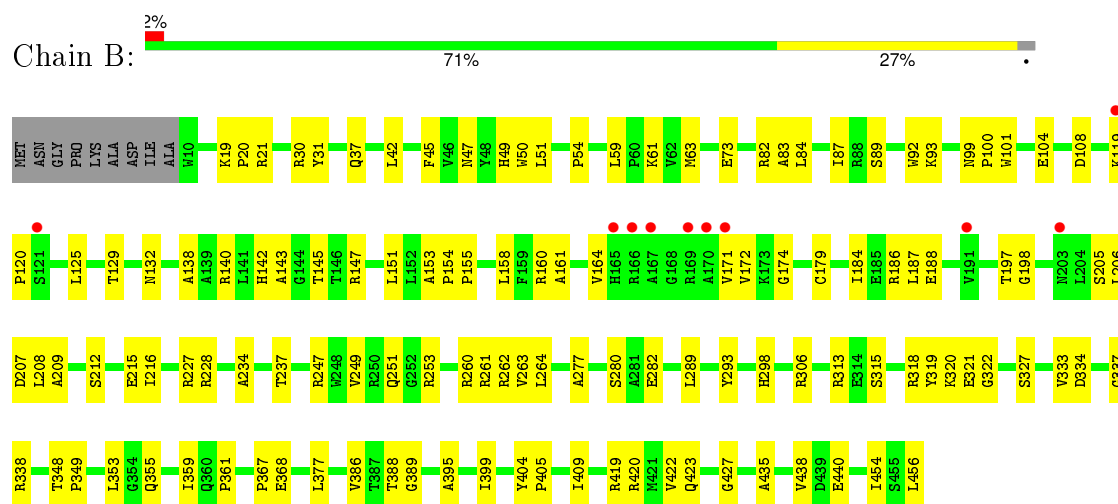 2%
Chain B:
71% 27% •
MET ASN GLY PRO LYS ALA ASP ILE ALA W10 K19 P20 R21 R30 Y31 Q37 L42 F45 V46 N47 Y48 H49 W50 L51 P54 L59 P60 K61 V62 M63 E73 R82 A83 L84 I87 R88 S89 W92 K93 N99 P100 W101 E104 D108 K119
P120 S121 L125 T129 N132 A138 A139 R140 L141 H142 A143 G144 T145 T146 R147 L151 L152 A153 P154 P155 L158 F159 R160 A161 V164 H165 R166 A167 G168 R169 A170 V171 V172 K173 G174 C179 I184 E185 R186 L187 E188 V191 T197 G198 N203 L204 S205 L206
D207 L208 A209 S212 E215 I216 R227 R228 A234 T237 R247 W248 V249 R250 Q251 G252 R253 R260 R261 R262 V263 L264 A277 S280 A281 E282 L289 Y293 H298 R306 R313 E314 S315 R318 Y319 K320 E321 G322 S327 V333 D334 G337
R338 T348 P349 L353 G354 Q355 I359 Q360 P361 P367 E368 L377 V386 T387 T388 G389 A395 I399 Y404 P405 I409 R419 R420 M421 V422 Q423 G427 A435 V438 D439 E440 I454 S455 L456